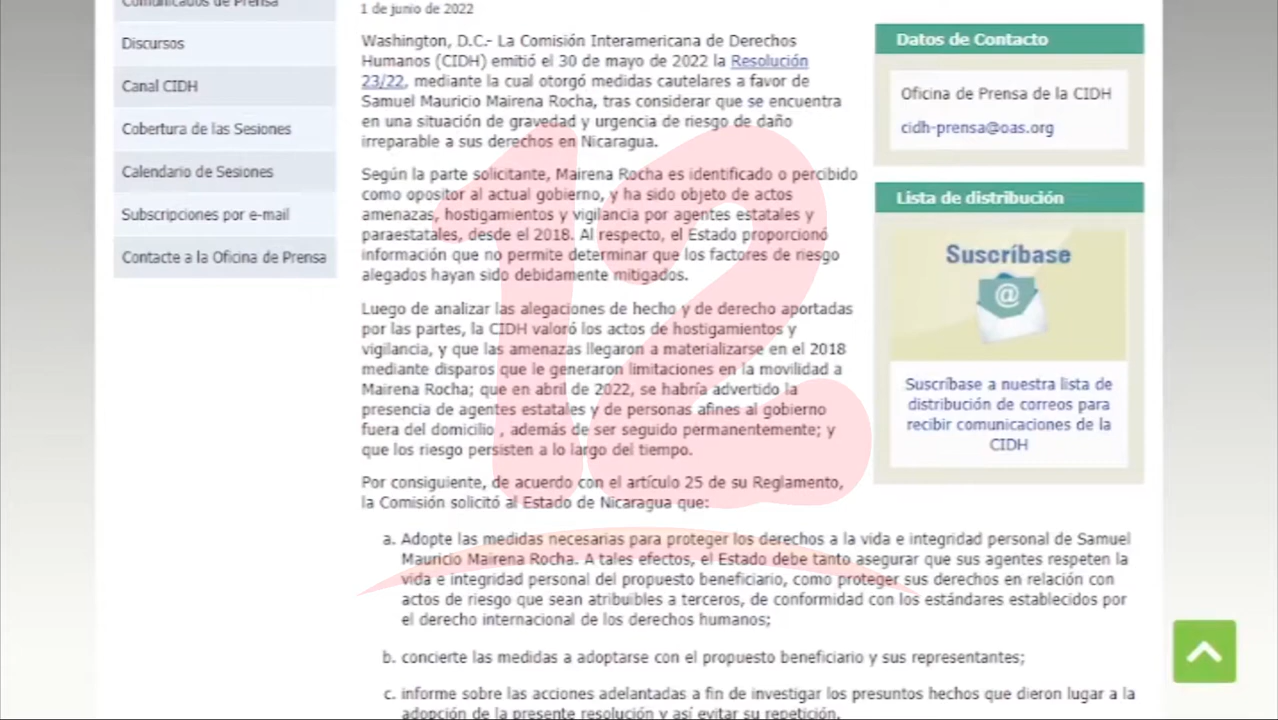 Comunicados de Prensa
Discursos
Canal CIDH
Cobertura de las Sesiones
Calendario de Sesiones
Subscripciones por e-mail
Contacte a la Oficina de Prensa
1 de junio de 2022
Washington, D.C.- La Comisión Interamericana de Derechos
Humanos (CIDH) emitió el 30 de mayo de 2022 la Resolución
23/22, mediante la cual otorgó medidas cautelares a favor de
Samuel Mauricio Mairena Rocha, tras considerar que se encuentra
en una situación de gravedad y urgencia de riesgo de daño
irreparable a sus derechos en Nicaragua.
Según la parte solicitante, Mairena Rocha es identificado o percibido
como opositor al actual gobierno, y ha sido objeto de actos
amenazas, hostigamientos y vigilancia por agentes estatales y
paraestatales, desde el 2018. Al respecto, el Estado proporcionó
información que no permite determinar que los factores de riesgo
alegados hayan sido debidamente mitigados.
Luego de analizar las alegaciones de hecho y de derecho aportadas
por las partes, la CIDH valoró los actos de hostigamientos y
vigilancia, y que las amenazas llegaron a materializarse en el 2018
mediante disparos que le generaron limitaciones en la movilidad a
Mairena Rocha; que en abril de 2022, se habría advertido la
presencia de agentes estatales y de personas afines al gobierno
fuera del domicilio , además de ser seguido permanentemente; y
que los riesgo persisten a lo largo del tiempo.
Por consiguiente, de acuerdo con el artículo 25 de su Reglamento,
la Comisión solicitó al Estado de Nicaragua que:
a. Adopte las medidas necesarias para proteger los derechos a la vida e integridad personal de Samuel
Mauricio Mairena Rocha. A tales efectos, el Estado debe tanto asegurar que sus agentes respeten la
vida e integridad personal del propuesto beneficiario, como proteger sus derechos en relación con
actos de riesgo que sean atribuibles a terceros, de conformidad con los estándares establecidos por
el derecho internacional de los derechos humanos;
b. concierte las medidas a adoptarse con el propuesto beneficiario y sus representantes;
c. informe sobre las acciones adelantadas a fin de investigar los presuntos hechos que dieron lugar a la
adopción de la presente resolución y así evitar su repetición.
Datos de Contacto
Oficina de Prensa de la CIDH
cidh-prensa@oas.org
Lista de distribución
Suscríbase
@
Suscríbase a nuestra lista de
distribución de correos para
recibir comunicaciones de la
CIDH
12